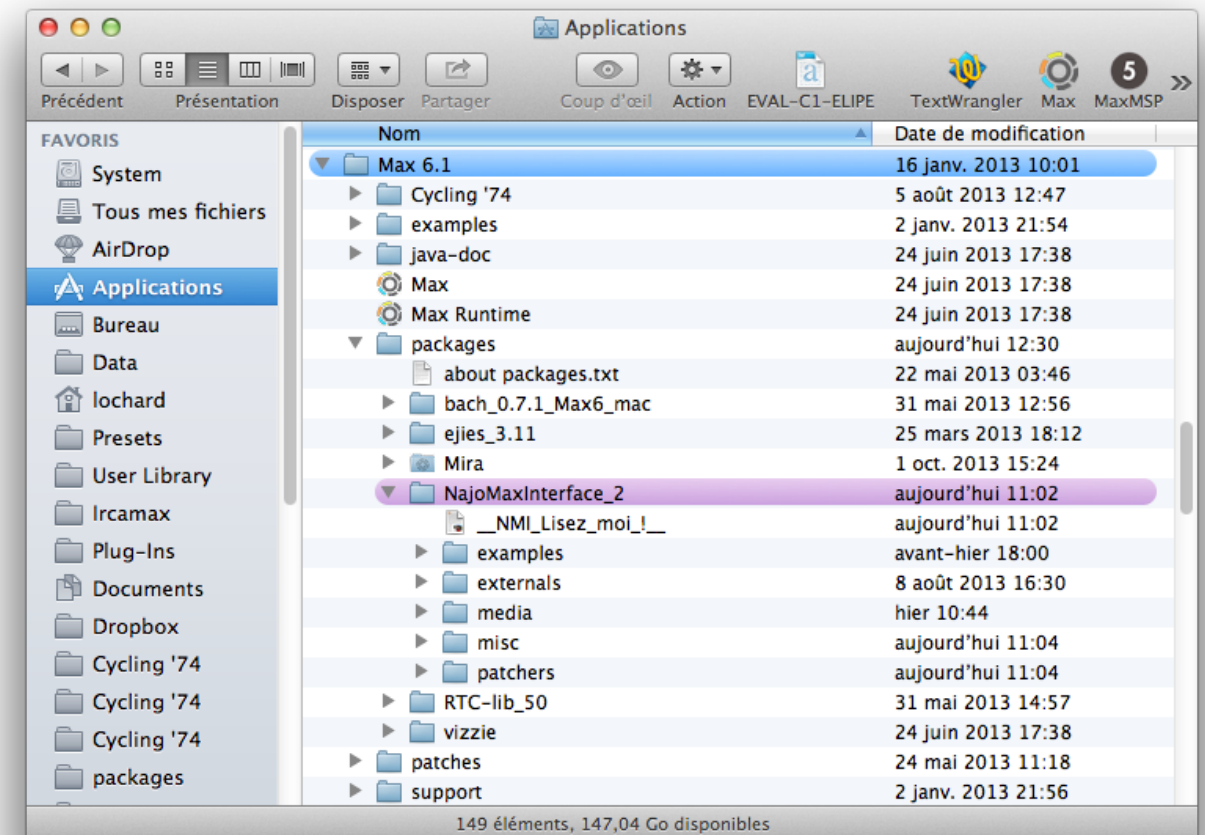 Applications
Précédent Présentation Disposer Partager Coup d'œil Action EVAL-C1-ELIPE TextWrangler Max MaxMSP
FAVORIS
System
Tous mes fichiers
AirDrop
Applications
Bureau
Data
lochard
Presets
User Library
Ircamax
Plug-Ins
Documents
Dropbox
Cycling '74
Cycling '74
Cycling '74
packages
Nom Date de modification
Max 6.1 16 janv. 2013 10:01
Cycling '74 5 août 2013 12:47
examples 2 janv. 2013 21:54
java-doc 24 juin 2013 17:38
Max 24 juin 2013 17:38
Max Runtime 24 juin 2013 17:38
packages aujourd'hui 12:30
about packages.txt 22 mai 2013 03:46
bach_0.7.1_Max6_mac 31 mai 2013 12:56
ejies_3.11 25 mars 2013 18:12
Mira 1 oct. 2013 15:24
NajoMaxInterface_2 aujourd'hui 11:02
__NMI_Lisez_moi_!__ aujourd'hui 11:02
examples avant-hier 18:00
externals 8 août 2013 16:30
media hier 10:44
misc aujourd'hui 11:04
patchers aujourd'hui 11:04
RTC-lib_50 31 mai 2013 14:57
vizzie 24 juin 2013 17:38
patches 24 mai 2013 11:18
support 2 janv. 2013 21:56
149 éléments, 147,04 Go disponibles